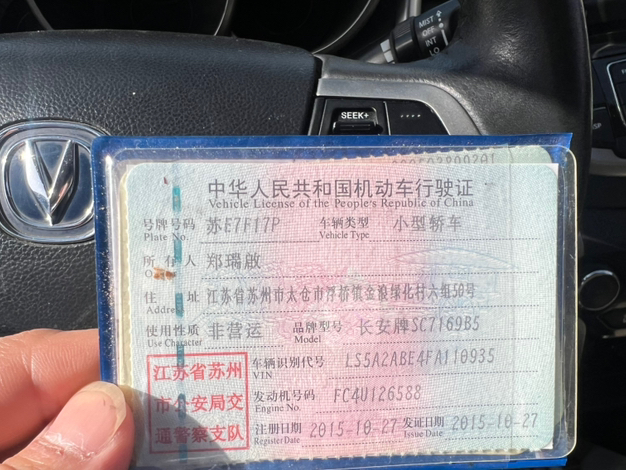 MIST
OFF
INT
LO
SEEK+
中华人民共和国机动车行驶证
Vehicle License of the People's Republic of China
号牌号码 苏E7F17P 车辆类型 小型轿车
Plate No. Vehicle Type
所有人 郑瑞啟
住址 江苏省苏州市太仓市浮桥镇金浪绿化村六组50号
Address
使用性质 非营运 品牌型号 长安牌SC7169B5
Use Character Model
江苏省苏州
市公安局交
通警察支队
车辆识别代号 LS5A2ABE4FA110935
VIN
发动机号码 FC4U126588
Engine No.
注册日期 2015-10-27 发证日期 2015-10-27
Register Date Issue Date